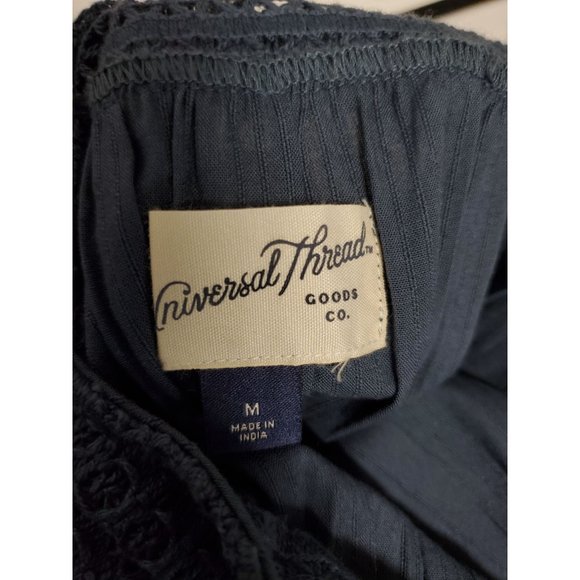 Universal Thread™
GOODS
CO.
M
MADE IN
INDIA